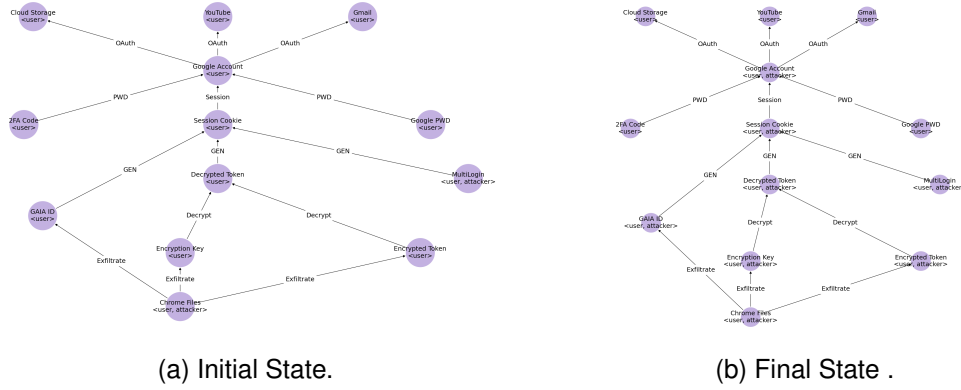 Cloud Storage
<user>
YouTube
<user>
Gmail
<user>
OAuth
OAuth
OAuth
Google Account
<user>
PWD
Session
PWD
2FA Code
<user>
Session Cookie
<user>
Google PWD
<user>
GEN
GEN
GEN
Decrypted Token
<user>
MultiLogin
<user, attacker>
GAIA ID
<user>
Decrypt
Decrypt
Encryption Key
<user>
Encrypted Token
<user>
Exfiltrate
Exfiltrate
Exfiltrate
Chrome Files
<user, attacker>
(a) Initial State.
Cloud Storage
<user>
YouTube
<user>
Gmail
<user>
OAuth
OAuth
OAuth
Google Account
<user, attacker>
PWD
Session
PWD
2FA Code
<user>
Session Cookie
<user, attacker>
Google PWD
<user>
GEN
GEN
GEN
Decrypted Token
<user, attacker>
MultiLogin
<user, attacker>
GAIA ID
<user, attacker>
Decrypt
Decrypt
Encryption Key
<user, attacker>
Encrypted Token
<user, attacker>
Exfiltrate
Exfiltrate
Exfiltrate
Chrome Files
<user, attacker>
(b) Final State .